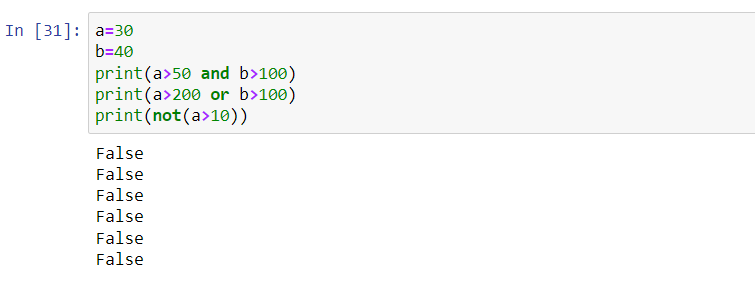 In [31]: a=30
b=40
print(a>50 and b>100)
print(a>200 or b>100)
print(not(a>10))
False
False
False
False
False
False